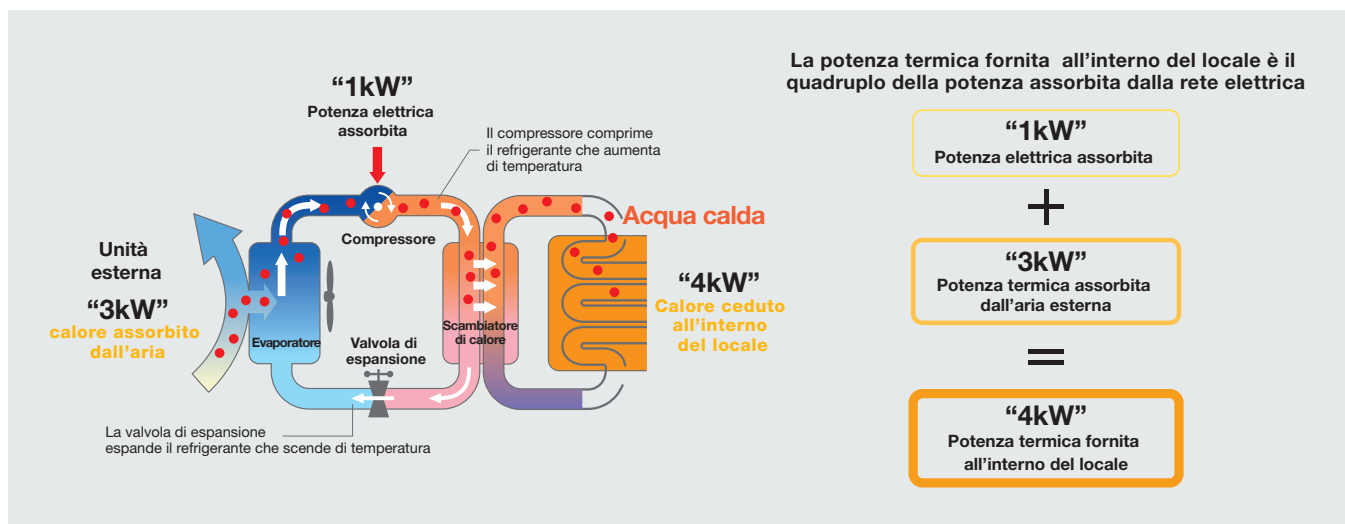 “1kW”
Potenza elettrica
assorbita
Il compressore comprime
il refrigerante che aumenta
di temperatura
Compressore
Acqua calda
Unità
esterna
“3kW”
calore assorbito
dall’aria
Evaporatore
Valvola di
espansione
Scambiatore
di calore
“4kW”
Calore ceduto
all’interno
del locale
La valvola di espansione
espande il refrigerante che scende di temperatura
La potenza termica fornita all’interno del locale è il
quadruplo della potenza assorbita dalla rete elettrica
“1kW”
Potenza elettrica assorbita
+
“3kW”
Potenza termica assorbita
dall’aria esterna
=
“4kW”
Potenza termica fornita
all’interno del locale